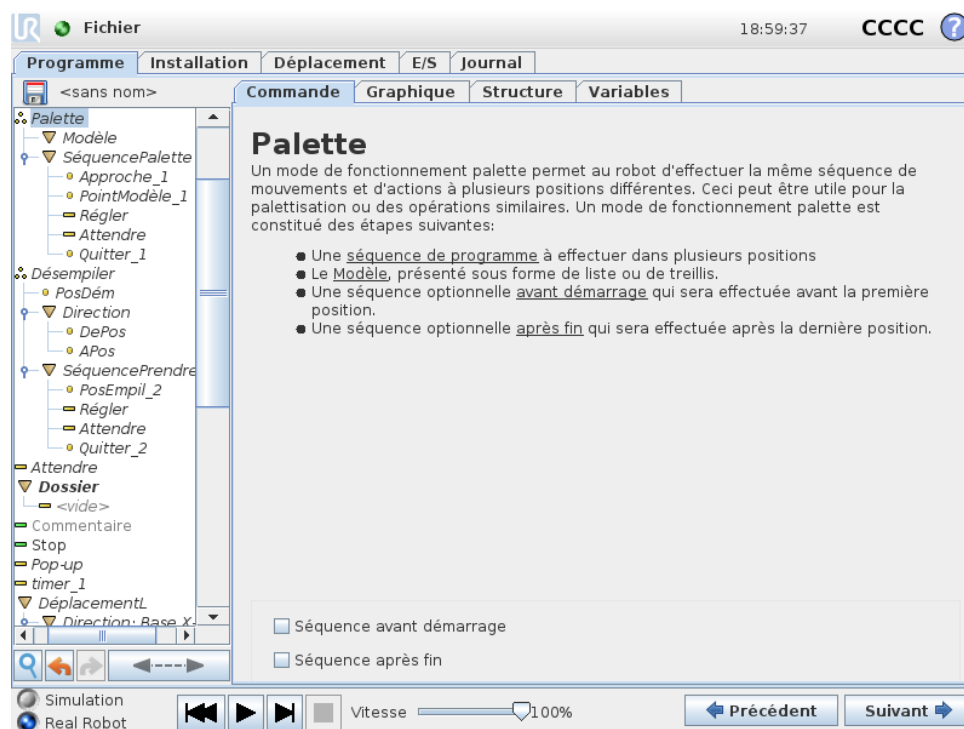 UR Fichier 18:59:37 CCCC ?
Programme Installation Déplacement E/S Journal
<sans nom> Commande Graphique Structure Variables
Palette
Modèle
SéquencePalette
Approche_1
PointModèle_1
Régler
Attendre
Quitter_1
Désempiler
PosDém
Direction
DePos
APos
SéquencePrendre
PosEmpil_2
Régler
Attendre
Quitter_2
Attendre
Dossier
<vide>
Commentaire
Stop
Pop-up
timer_1
DéplacementL
Direction: Base X-
Palette
Un mode de fonctionnement palette permet au robot d'effectuer la même séquence de
mouvements et d'actions à plusieurs positions différentes. Ceci peut être utile pour la
palettisation ou des opérations similaires. Un mode de fonctionnement palette est
constitué des étapes suivantes:
Une séquence de programme à effectuer dans plusieurs positions
Le Modèle, présenté sous forme de liste ou de treillis.
Une séquence optionnelle avant démarrage qui sera effectuée avant la première
position.
Une séquence optionnelle après fin qui sera effectuée après la dernière position.
Séquence avant démarrage
Séquence après fin
Simulation
Real Robot
Vitesse 100%
Précédent Suivant